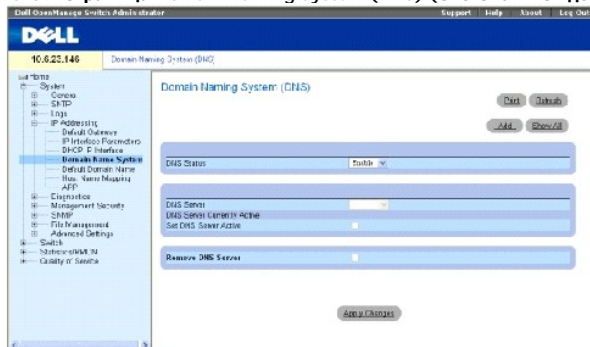 Dell OpenManage Switch Administrator
Support Help About Log Out
DELL
10.6.23.146
Domain Naming System (DNS)
Home
System
General
SNTP
Logs
IP Addressing
Default Gateway
IP Interface Parameters
DHCP IP Interface
Domain Name System
Default Domain Name
Host Name Mapping
ARP
Diagnostics
Management Security
SNMP
File Management
Advanced Settings
Switch
Statistics/RMON
Quality of Service
Domain Naming System (DNS)
Print Refresh
Add Show All
DNS Status Enable
DNS Server
DNS Server Currently Active
Set DNS Server Active
Remove DNS Server
Apply Changes